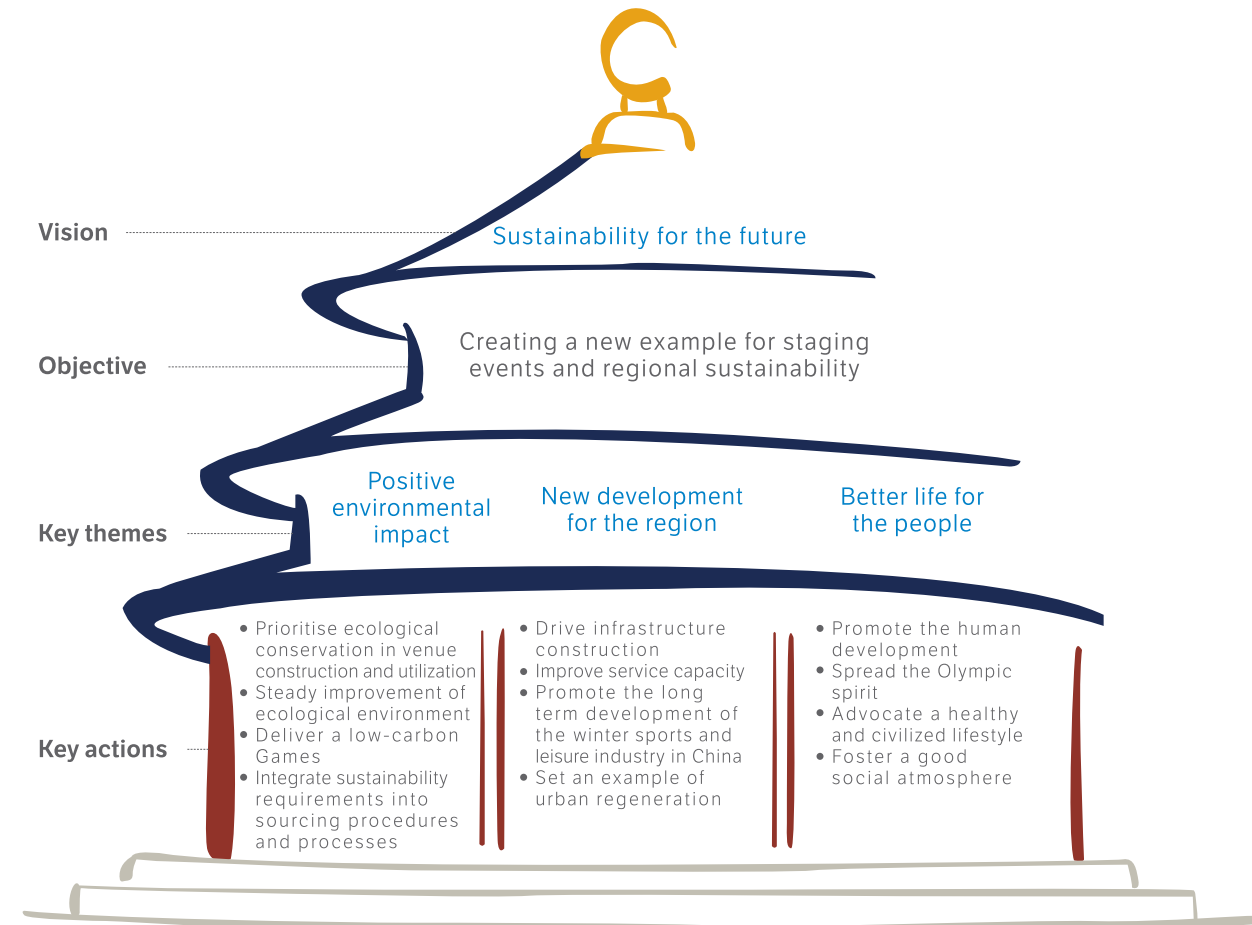 Vision
Sustainability for the future
Objective
Creating a new example for staging
events and regional sustainability
Key themes
Positive
environmental
impact
New development
for the region
Better life for
the people
Key actions
• Prioritise ecological
conservation in venue
construction and utilization
• Steady improvement of
ecological environment
• Deliver a low-carbon
Games
• Integrate sustainability
requirements into
sourcing procedures
and processes
• Drive infrastructure
construction
• Improve service capacity
• Promote the long
term development of
the winter sports and
leisure industry in China
• Set an example of
urban regeneration
• Promote the human
development
• Spread the Olympic
spirit
• Advocate a healthy
and civilized lifestyle
• Foster a good
social atmosphere